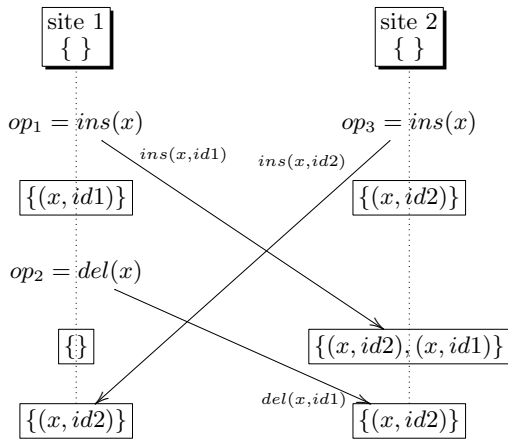 site 1 site 2
{ } { }
op₁ = ins(x) op₃ = ins(x)
ins(x,id1) ins(x,id2)
{(x, id1)} {(x, id2)}
op₂ = del(x)
{} {(x, id2), (x, id1)}
del(x,id1)
{(x, id2)} {(x, id2)}